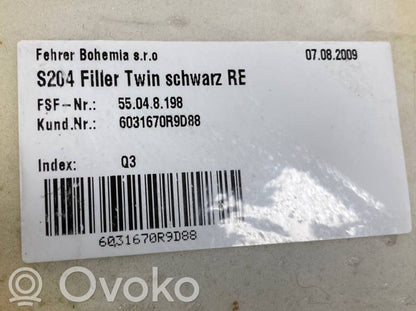 Fehrer Bohemia s.r.o 07.08.2009
S204 Filler Twin schwarz RE
FSF-Nr.: 55.04.8.198
Kund.Nr.: 6031670R9D88
Index: Q3
6031670R9D88
OVOKO